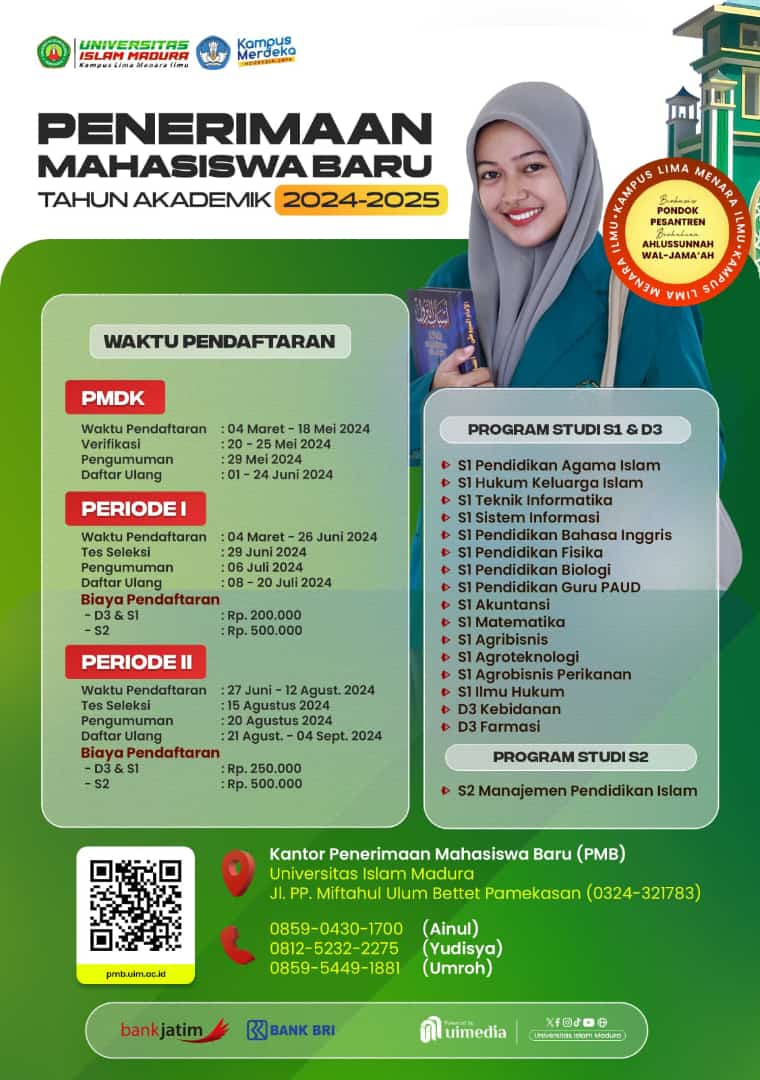 UNIVERSITAS
ISLAM MADURA
Kampus Lima Menara Ilmu
Kampus
Merdeka
INDONESIA JAYA
PENERIMAAN
MAHASISWA BARU
TAHUN AKADEMIK 2024-2025
KAMPUS LIMA MENARA ILMU • KAMPUS LIMA MENARA ILMU •
Berbasis
PONDOK
PESANTREN
Berhaluan
AHLUSSUNNAH
WAL-JAMA'AH
WAKTU PENDAFTARAN
PMDK
Waktu Pendaftaran : 04 Maret - 18 Mei 2024
Verifikasi : 20 - 25 Mei 2024
Pengumuman : 29 Mei 2024
Daftar Ulang : 01 - 24 Juni 2024
PERIODE I
Waktu Pendaftaran : 04 Maret - 26 Juni 2024
Tes Seleksi : 29 Juni 2024
Pengumuman : 06 Juli 2024
Daftar Ulang : 08 - 20 Juli 2024
Biaya Pendaftaran
- D3 & S1 : Rp. 200.000
- S2 : Rp. 500.000
PERIODE II
Waktu Pendaftaran : 27 Juni - 12 Agust. 2024
Tes Seleksi : 15 Agustus 2024
Pengumuman : 20 Agustus 2024
Daftar Ulang : 21 Agust. - 04 Sept. 2024
Biaya Pendaftaran
- D3 & S1 : Rp. 250.000
- S2 : Rp. 500.000
PROGRAM STUDI S1 & D3
S1 Pendidikan Agama Islam
S1 Hukum Keluarga Islam
S1 Teknik Informatika
S1 Sistem Informasi
S1 Pendidikan Bahasa Inggris
S1 Pendidikan Fisika
S1 Pendidikan Biologi
S1 Pendidikan Guru PAUD
S1 Akuntansi
S1 Matematika
S1 Agribisnis
S1 Agroteknologi
S1 Agrobisnis Perikanan
S1 Ilmu Hukum
D3 Kebidanan
D3 Farmasi
PROGRAM STUDI S2
S2 Manajemen Pendidikan Islam
pmb.uim.ac.id
Kantor Penerimaan Mahasiswa Baru (PMB)
Universitas Islam Madura
Jl. PP. Miftahul Ulum Bettet Pamekasan (0324-321783)
0859-0430-1700 (Ainul)
0812-5232-2275 (Yudisya)
0859-5449-1881 (Umroh)
bankjatim
BANK BRI
Powered by
uimedia
Universitas Islam Madura